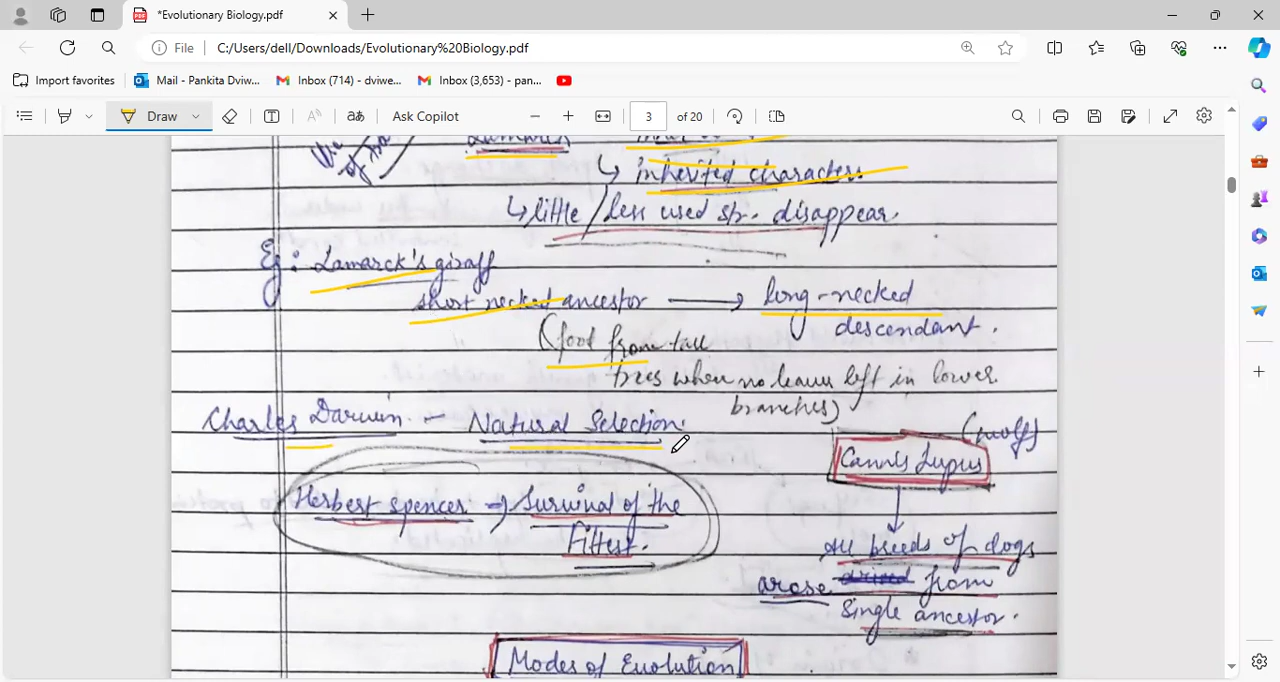 *Evolutionary Biology.pdf
File C:/Users/dell/Downloads/Evolutionary%20Biology.pdf
Import favorites Mail - Pankita Dviw... Inbox (714) - dviwe... Inbox (3,653) - pan...
Draw Ask Copilot 3 of 20
Lamarck
↳ inherited characters.
↳ little/less used str. disappear.
Eg: Lamarck's giraff
short necked ancestor → long-necked
descendant.
(food from tall
trees when no leaves left in lower
branches)
Charles Darwin - Natural Selection.
(wolf)
Cannis Lupus
Herbert spencer → Survival of the
Fittest.
All breeds of dogs
arose from
single ancestor.
Modes of Evolution